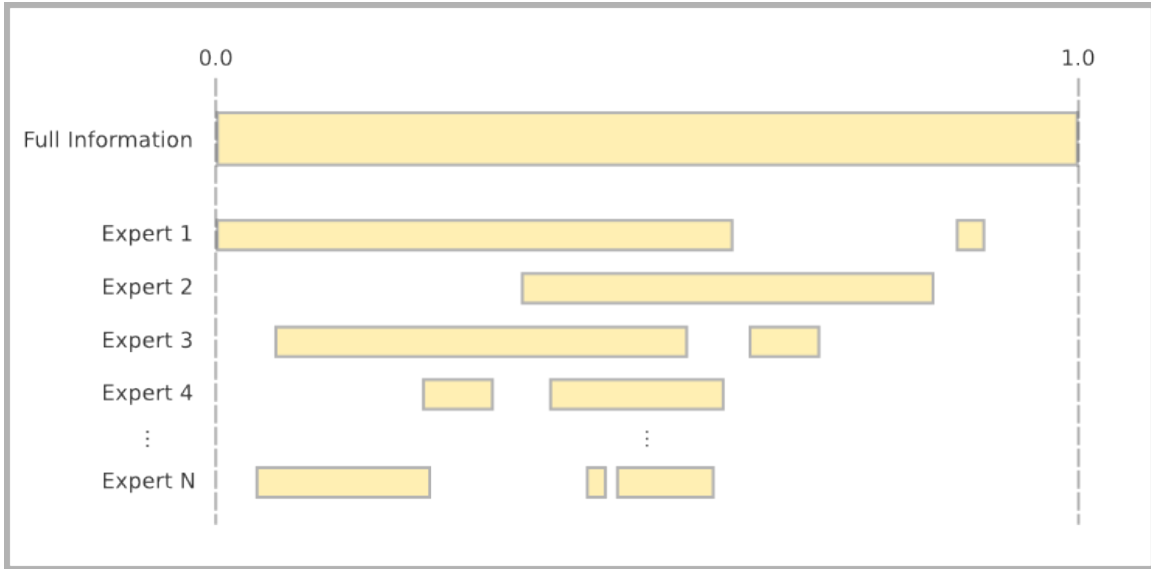 0.0 1.0
Full Information
Expert 1
Expert 2
Expert 3
Expert 4
⋮ ⋮
Expert N